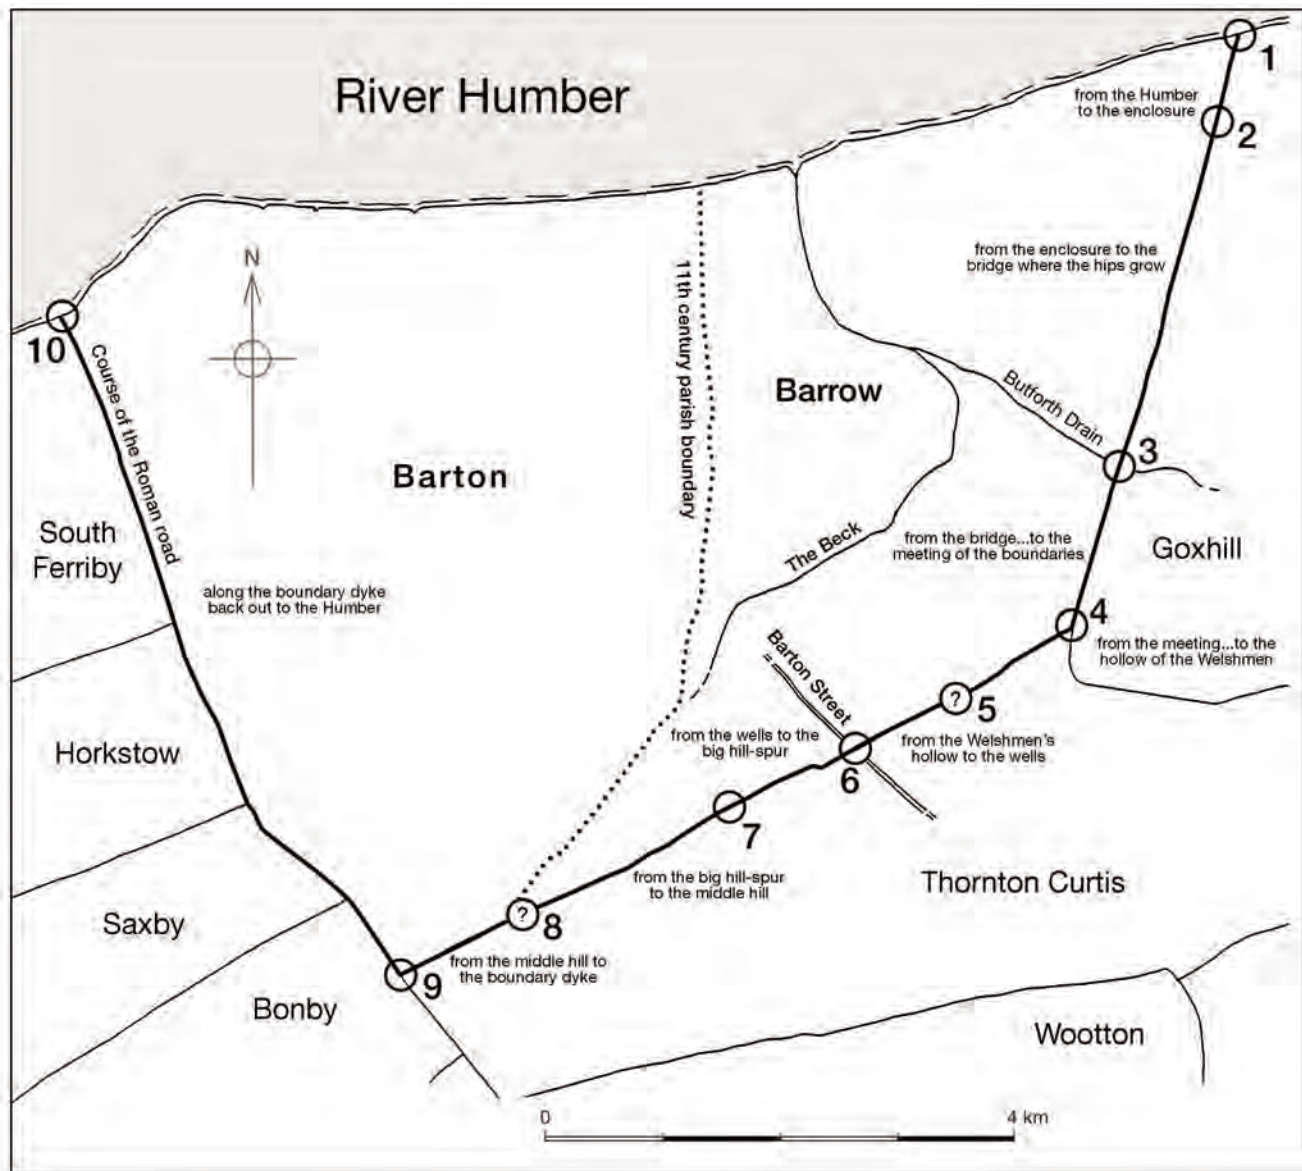 River Humber
1
from the Humber
to the enclosure
2
from the enclosure to the
bridge where the hips grow
N
10
Course of the Roman road
11th century parish boundary
Barrow
Butforth Drain
3
Barton
South
Ferriby
The Beck
from the bridge...to the
meeting of the boundaries
Goxhill
along the boundary dyke
back out to the Humber
4
from the meeting...to the
hollow of the Welshmen
Barton Street
?
5
Horkstow
from the wells to the
big hill-spur
from the Welshmen's
hollow to the wells
6
7
from the big hill-spur
to the middle hill
Thornton Curtis
Saxby
?
8
from the middle hill to
the boundary dyke
9
Bonby
Wootton
0
4 km